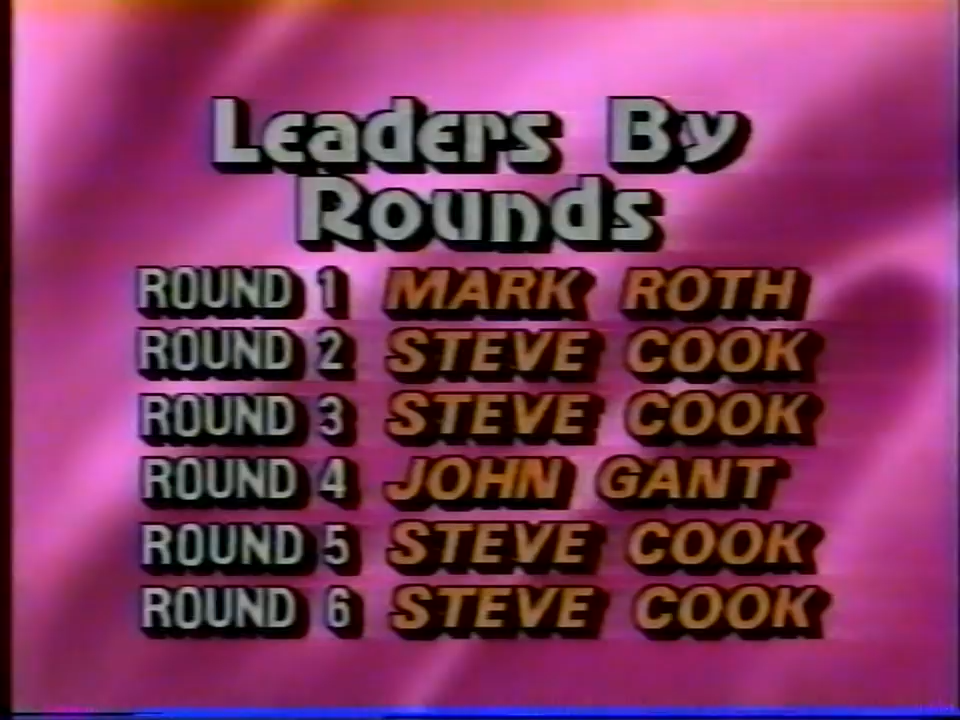 Leaders By
Rounds
ROUND 1 MARK ROTH
ROUND 2 STEVE COOK
ROUND 3 STEVE COOK
ROUND 4 JOHN GANT
ROUND 5 STEVE COOK
ROUND 6 STEVE COOK